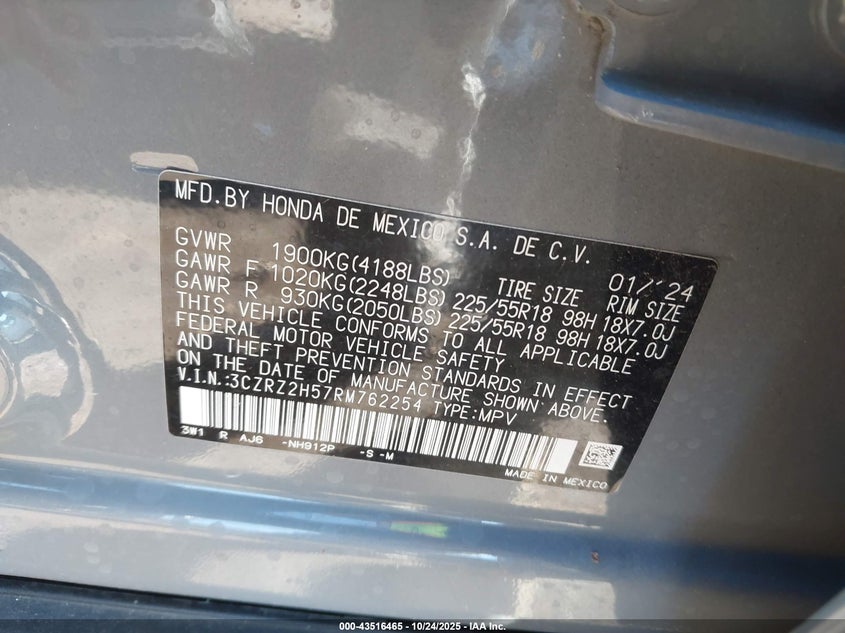 MFD.BY HONDA DE MEXICO S.A. DE C.V.
01/'24
GVWR 1900KG(4188LBS) TIRE SIZE RIM SIZE
GAWR F 1020KG(2248LBS) 225/55R18 98H 18X7.0J
GAWR R 930KG(2050LBS) 225/55R18 98H 18X7.0J
THIS VEHICLE CONFORMS TO ALL APPLICABLE
FEDERAL MOTOR VEHICLE SAFETY
AND THEFT PREVENTION STANDARDS IN EFFECT
ON THE DATE OF MANUFACTURE SHOWN ABOVE.
V.I.N.:3CZRZ2H57RM762254 TYPE:MPV
3W1 R AJ6 -NH912P -S -M
MADE IN MEXICO
000-43516465 - 10/24/2025 - IAA Inc.